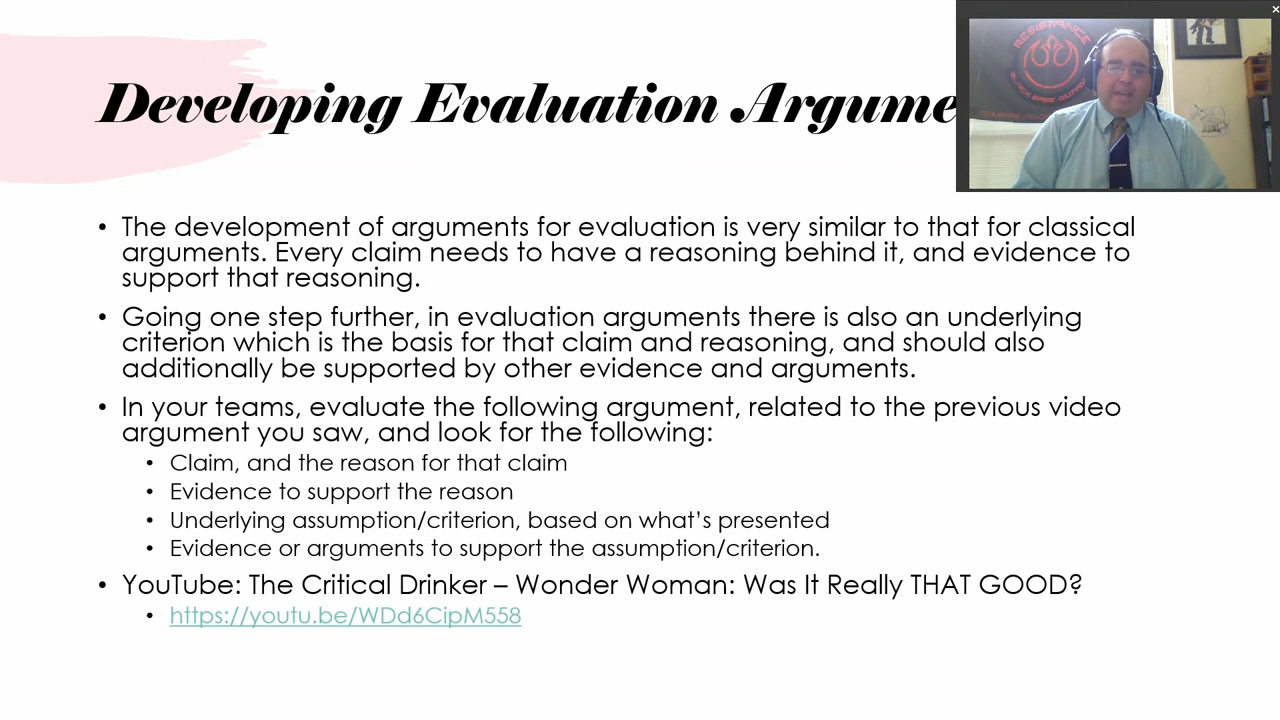 Developing Evaluation Argume
RESISTANCE
• The development of arguments for evaluation is very similar to that for classical
arguments. Every claim needs to have a reasoning behind it, and evidence to
support that reasoning.
• Going one step further, in evaluation arguments there is also an underlying
criterion which is the basis for that claim and reasoning, and should also
additionally be supported by other evidence and arguments.
• In your teams, evaluate the following argument, related to the previous video
argument you saw, and look for the following:
• Claim, and the reason for that claim
• Evidence to support the reason
• Underlying assumption/criterion, based on what’s presented
• Evidence or arguments to support the assumption/criterion.
• YouTube: The Critical Drinker – Wonder Woman: Was It Really THAT GOOD?
• https://youtu.be/WDd6CipM558